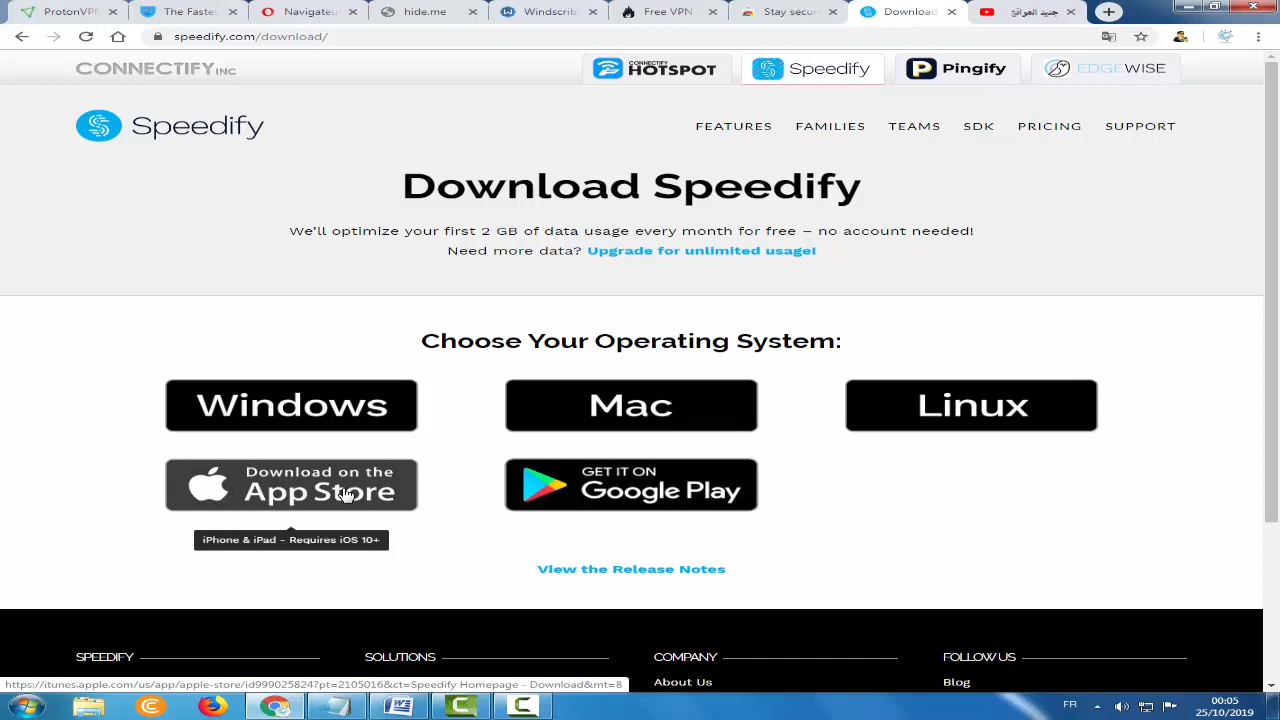 ProtonVPN
The Fastes
Navigateur
hide.me
Windscrib
Free VPN
Stay secur
Download
جديد المواقع
speedify.com/download/
CONNECTIFY INC
CONNECTIFY HOTSPOT
Speedify
Pingify
EDGEWISE
Speedify
FEATURES
FAMILIES
TEAMS
SDK
PRICING
SUPPORT
Download Speedify
We'll optimize your first 2 GB of data usage every month for free – no account needed!
Need more data? Upgrade for unlimited usage!
Choose Your Operating System:
Windows
Mac
Linux
Download on the
App Store
GET IT ON
Google Play
iPhone & iPad – Requires iOS 10+
View the Release Notes
SPEEDIFY
SOLUTIONS
COMPANY
FOLLOW US
About Us
Blog
https://itunes.apple.com/us/app/apple-store/id999025824?pt=2105016&ct=Speedify Homepage - Download&mt=8
FR
00:05
25/10/2019